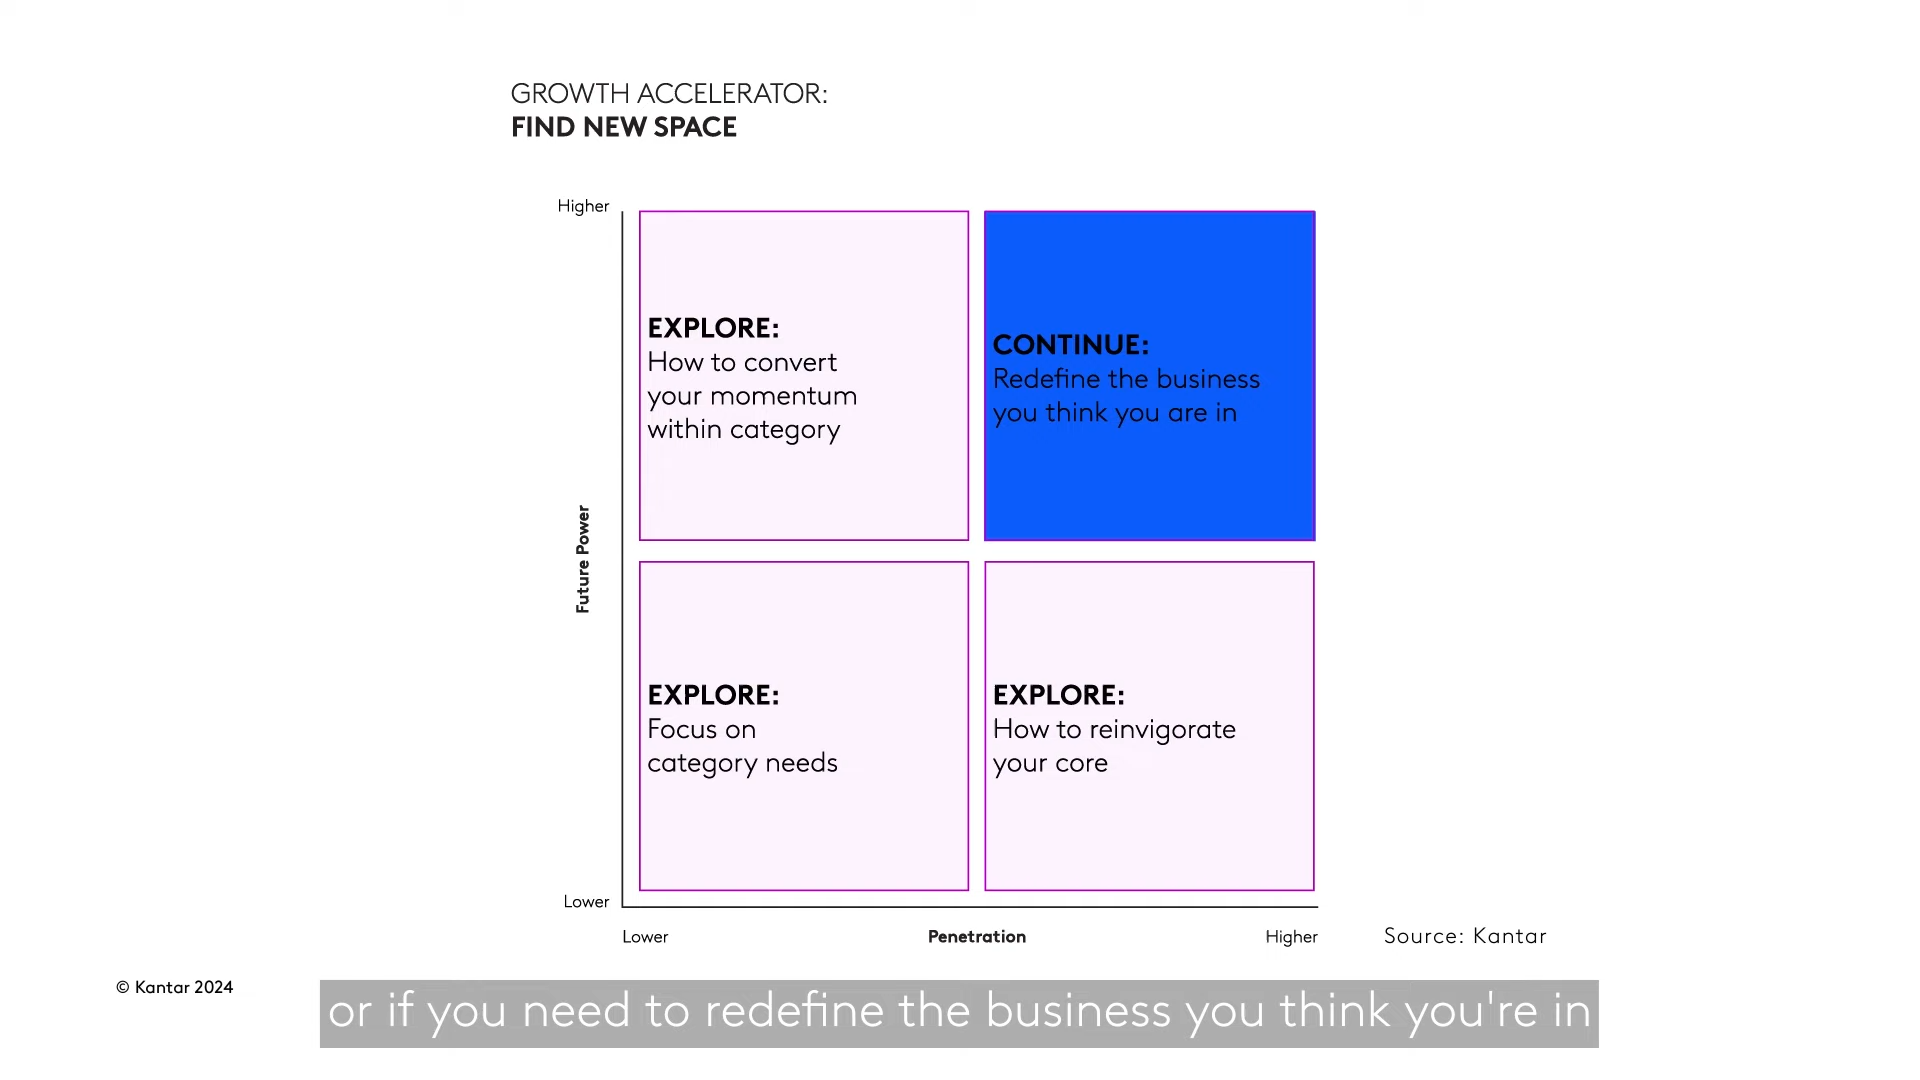 GROWTH ACCELERATOR:
FIND NEW SPACE
Higher
EXPLORE:
How to convert
your momentum
within category
CONTINUE:
Redefine the business
you think you are in
Future Power
EXPLORE:
Focus on
category needs
EXPLORE:
How to reinvigorate
your core
Lower
Lower
Penetration
Higher
Source: Kantar
© Kantar 2024
or if you need to redefine the business you think you're in